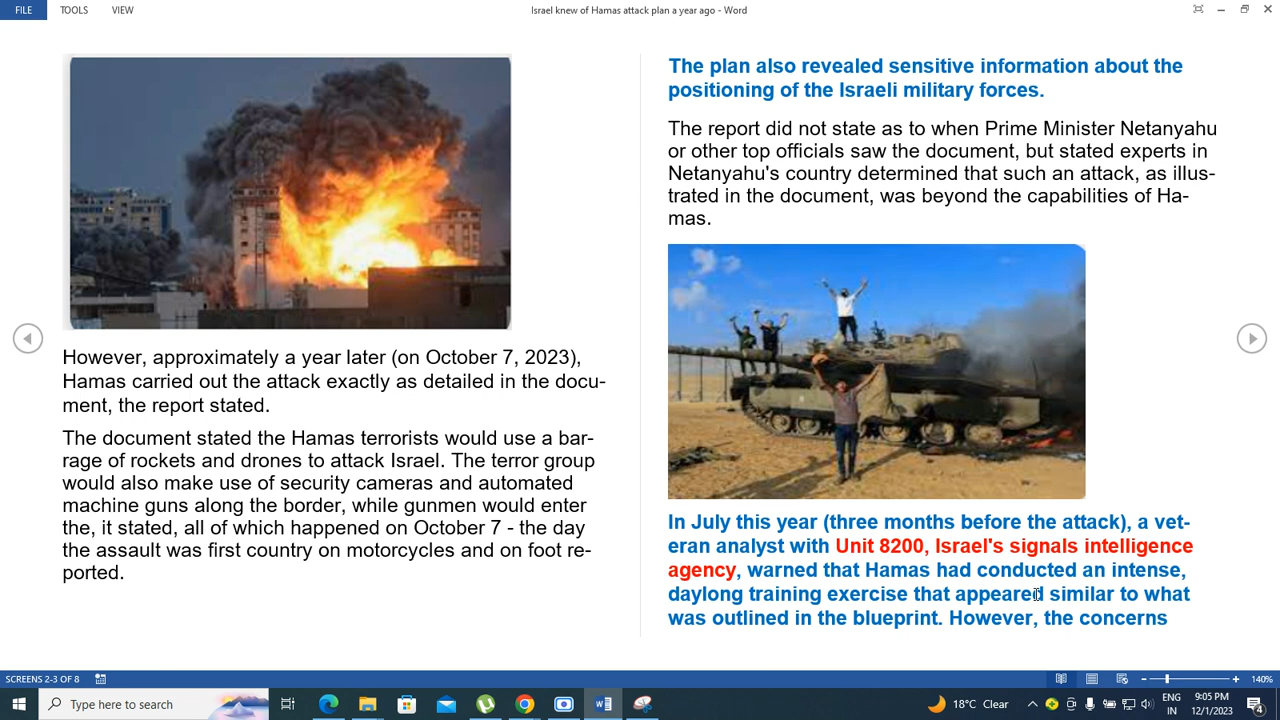 FILE
TOOLS
VIEW
Israel knew of Hamas attack plan a year ago - Word
However, approximately a year later (on October 7, 2023),
Hamas carried out the attack exactly as detailed in the docu-
ment, the report stated.
The document stated the Hamas terrorists would use a bar-
rage of rockets and drones to attack Israel. The terror group
would also make use of security cameras and automated
machine guns along the border, while gunmen would enter
the, it stated, all of which happened on October 7 - the day
the assault was first country on motorcycles and on foot re-
ported.
The plan also revealed sensitive information about the
positioning of the Israeli military forces.
The report did not state as to when Prime Minister Netanyahu
or other top officials saw the document, but stated experts in
Netanyahu's country determined that such an attack, as illus-
trated in the document, was beyond the capabilities of Ha-
mas.
In July this year (three months before the attack), a vet-
eran analyst with Unit 8200, Israel's signals intelligence
agency, warned that Hamas had conducted an intense,
daylong training exercise that appeared similar to what
was outlined in the blueprint. However, the concerns
SCREENS 2-3 OF 8
140%
Type here to search
18°C Clear
ENG
IN
9:05 PM
12/1/2023
4